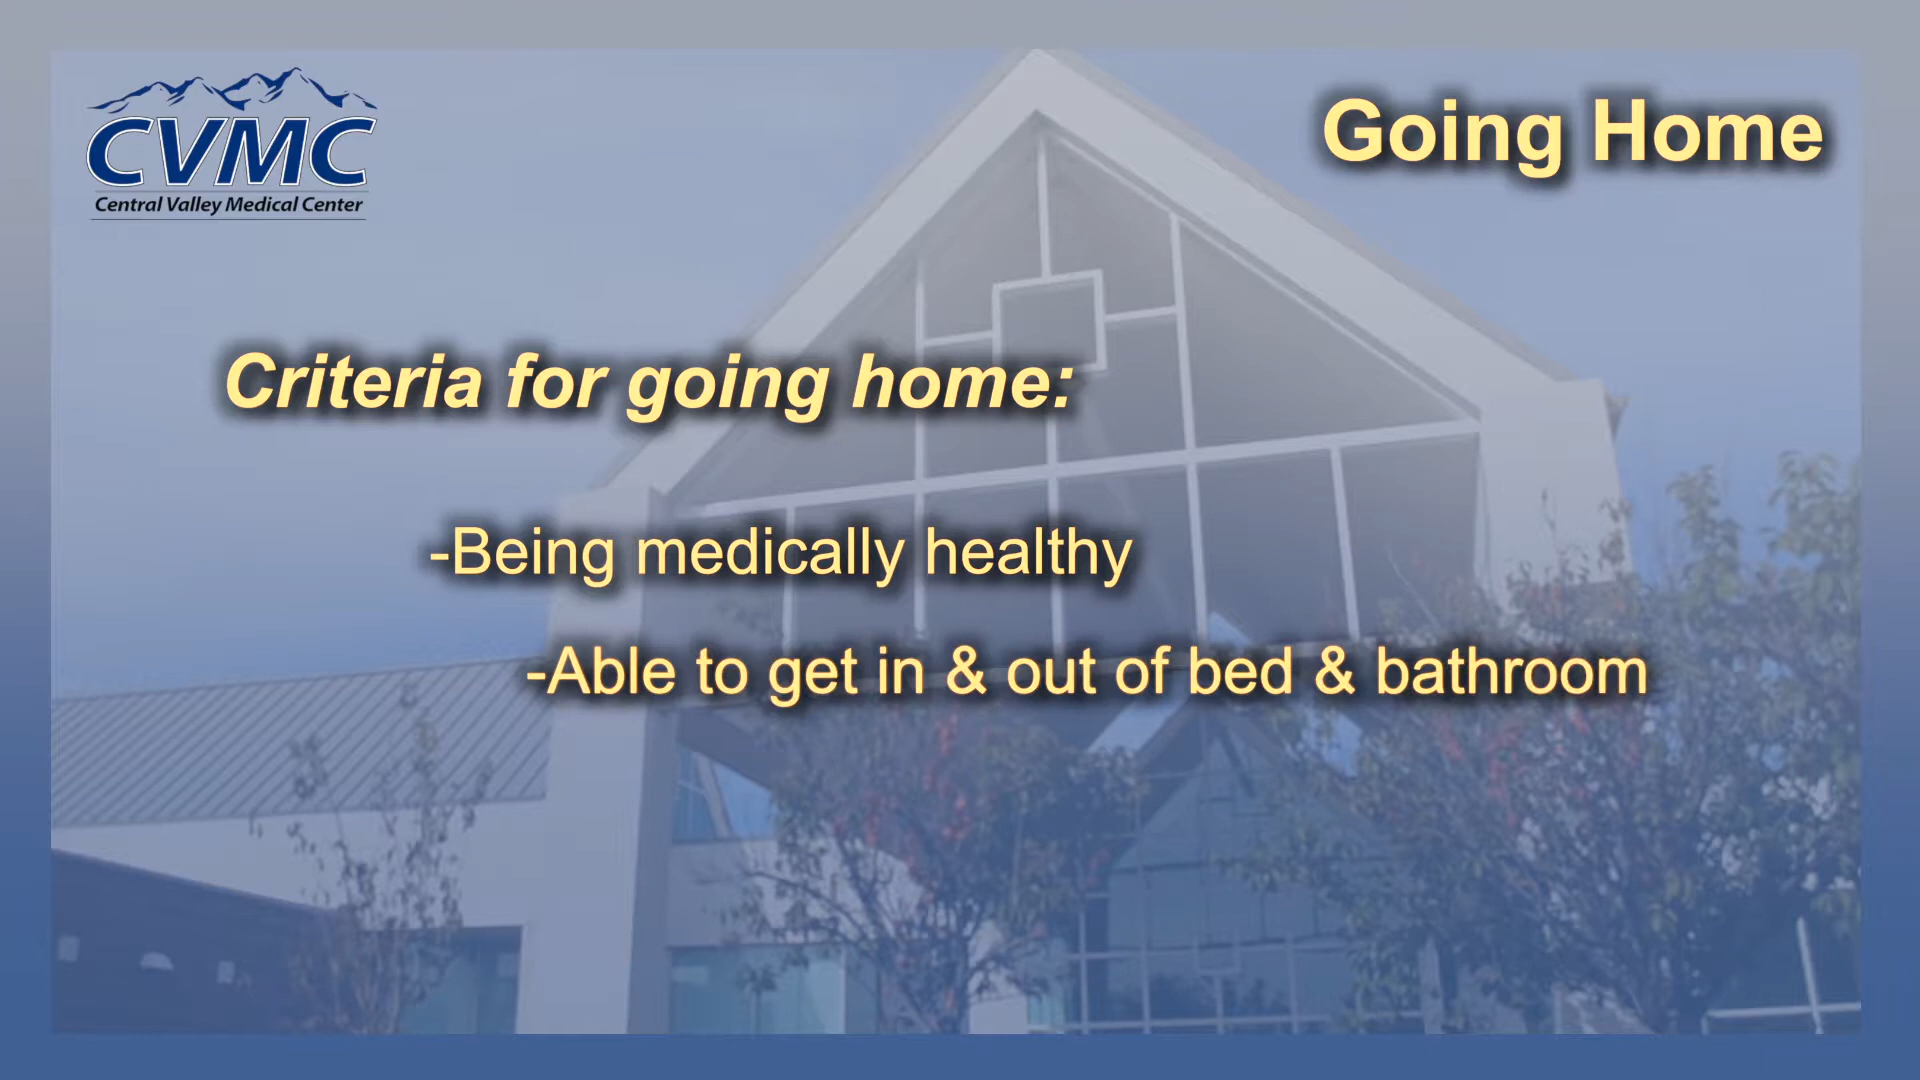 CVMC
Central Valley Medical Center
Going Home
Criteria for going home:
-Being medically healthy
-Able to get in & out of bed & bathroom